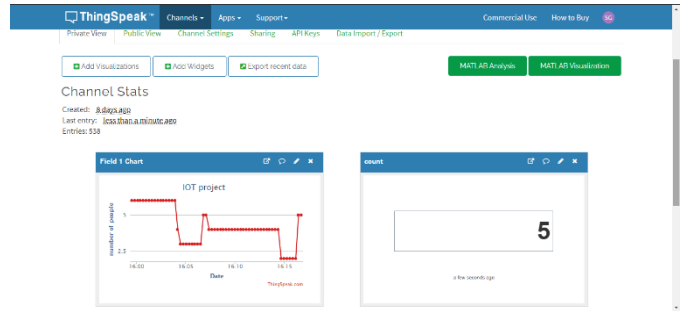 ThingSpeak™ Channels Apps Support Commercial Use How to Buy SG
Private View Public View Channel Settings Sharing API Keys Data Import / Export
Add Visualizations Add Widgets Export recent data MATLAB Analysis MATLAB Visualization
Channel Stats
Created: 8 days ago
Last entry: less than a minute ago
Entries: 538
Field 1 Chart
IOT project
number of people
5
2.5
16:00 16:05 16:10 16:15
Date
ThingSpeak.com
count
5
a few seconds ago